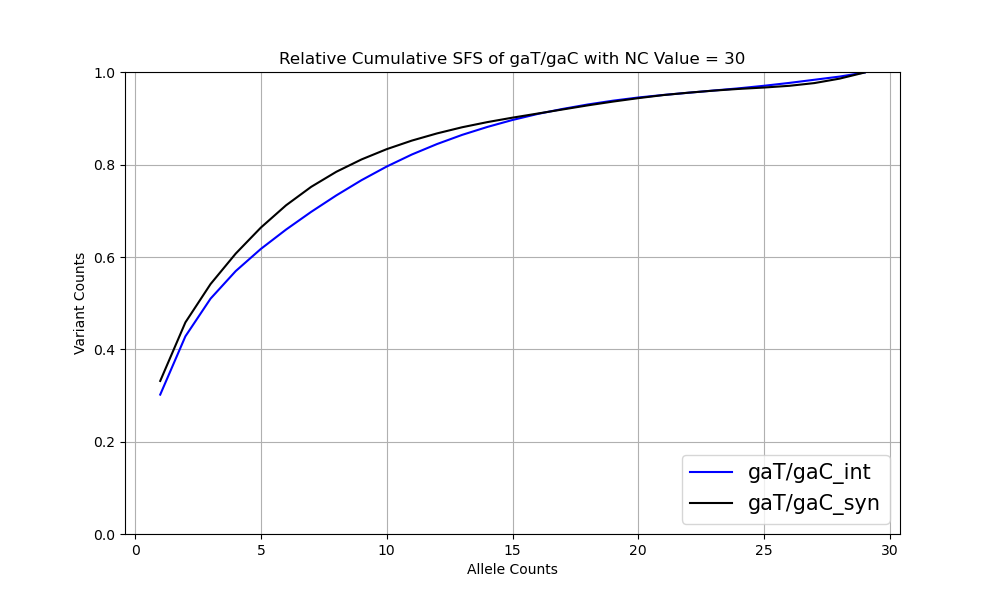 Relative Cumulative SFS of gaT/gaC with NC Value = 30
1.0
0.8
0.6
0.4
0.2
0.0
Variant Counts
gaT/gaC_int
gaT/gaC_syn
0 5 10 15 20 25 30
Allele Counts